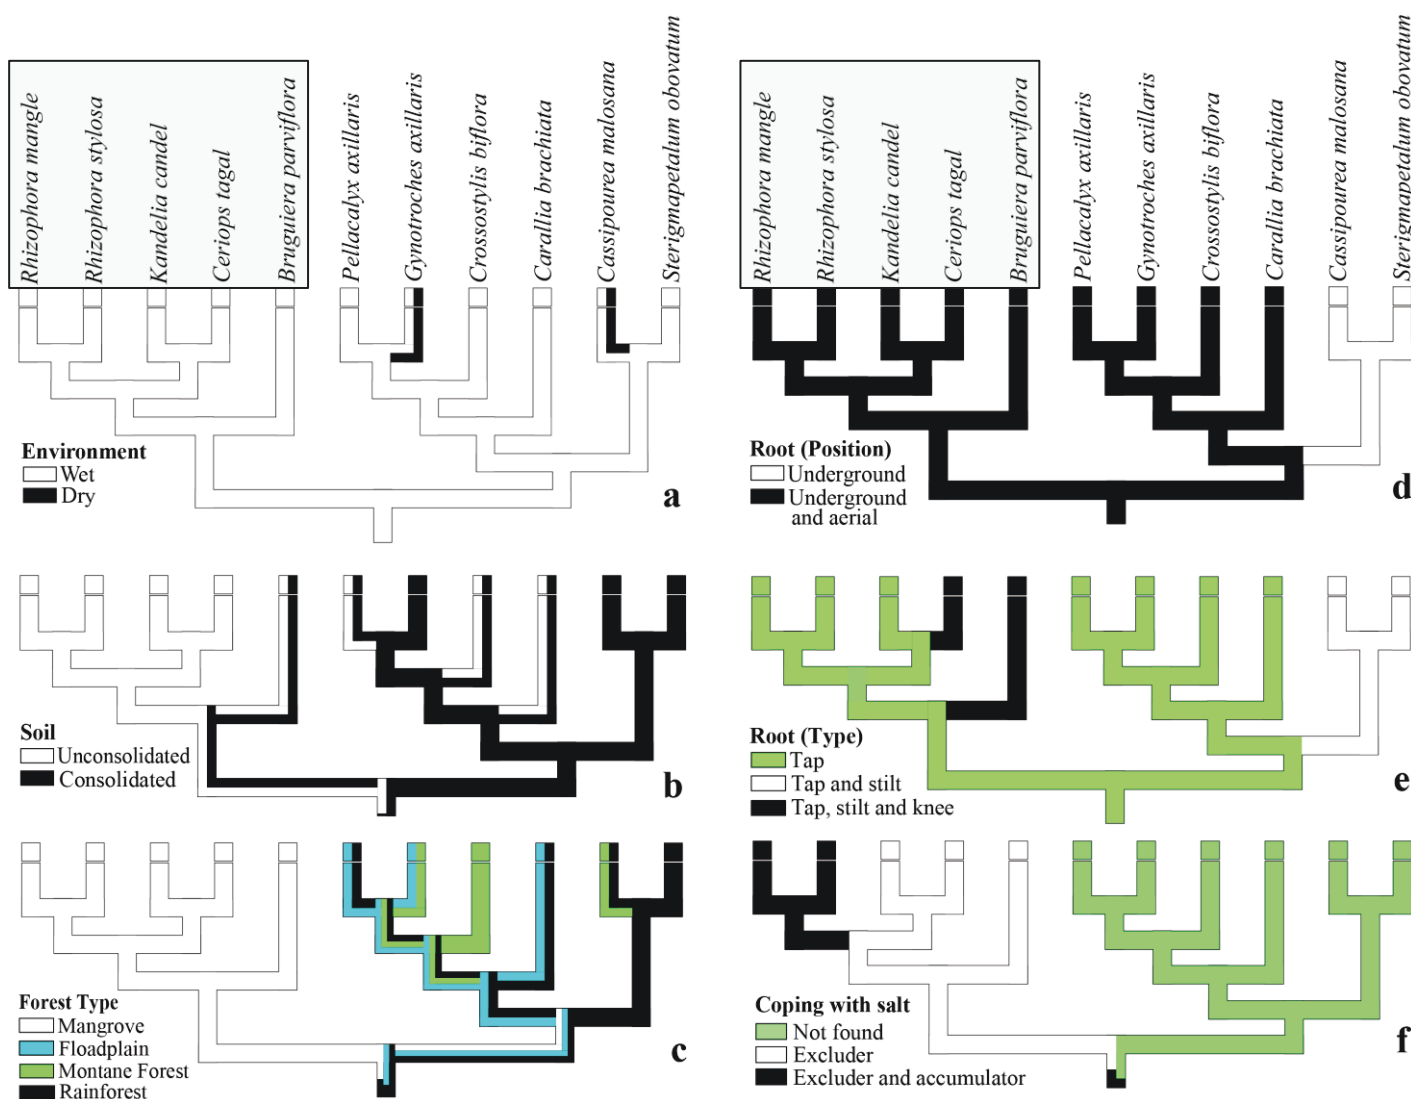 Rhizophora mangle
Rhizophora stylosa
Kandelia candel
Ceriops tagal
Bruguiera parviflora
Pellacalyx axillaris
Gynotroches axillaris
Crossostylis biflora
Carallia brachiata
Cassipourea malosana
Sterigmapetalum obovatum
Environment
Wet
Dry
a
Soil
Unconsolidated
Consolidated
b
Forest Type
Mangrove
Floadplain
Montane Forest
Rainforest
c
Rhizophora mangle
Rhizophora stylosa
Kandelia candel
Ceriops tagal
Bruguiera parviflora
Pellacalyx axillaris
Gynotroches axillaris
Crossostylis biflora
Carallia brachiata
Cassipourea malosana
Sterigmapetalum obovatum
Root (Position)
Underground
Underground
and aerial
d
Root (Type)
Tap
Tap and stilt
Tap, stilt and knee
e
Coping with salt
Not found
Excluder
Excluder and accumulator
f